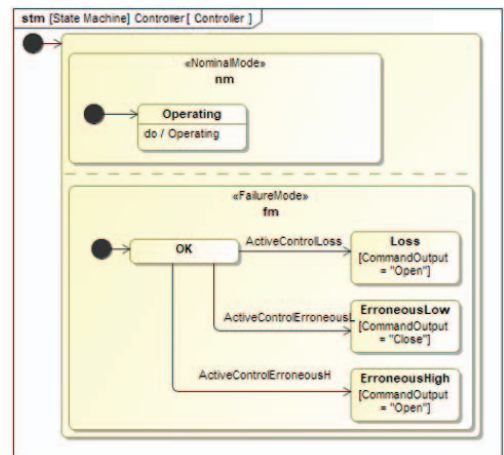 stm [State Machine] Controller[ Controller ]
«NominalMode»
nm
Operating
do / Operating
«FailureMode»
fm
OK
ActiveControlLoss
Loss
[CommandOutput
= "Open"]
ActiveControlErroneousL
ErroneousLow
[CommandOutput
= "Close"]
ActiveControlErroneousH
ErroneousHigh
[CommandOutput
= "Open"]